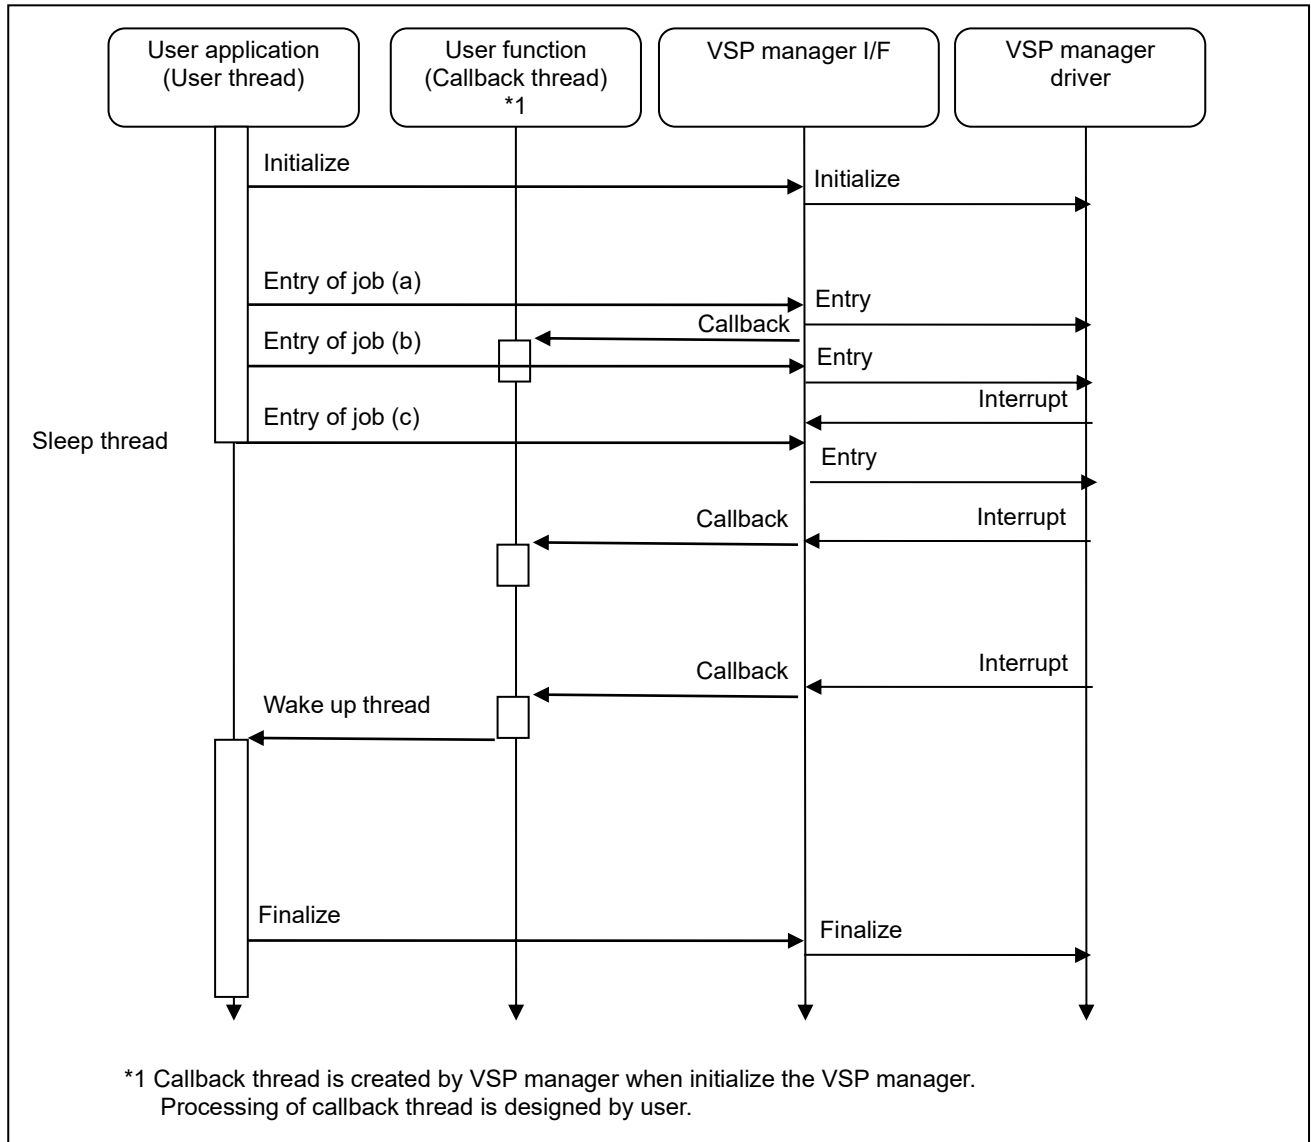 User application
(User thread)
User function
(Callback thread)
*1
VSP manager I/F
VSP manager
driver
Initialize
Initialize
Entry of job (a)
Entry
Callback
Entry of job (b)
Entry
Interrupt
Entry of job (c)
Sleep thread
Entry
Callback
Interrupt
Callback
Interrupt
Wake up thread
Finalize
Finalize
*1 Callback thread is created by VSP manager when initialize the VSP manager.
Processing of callback thread is designed by user.